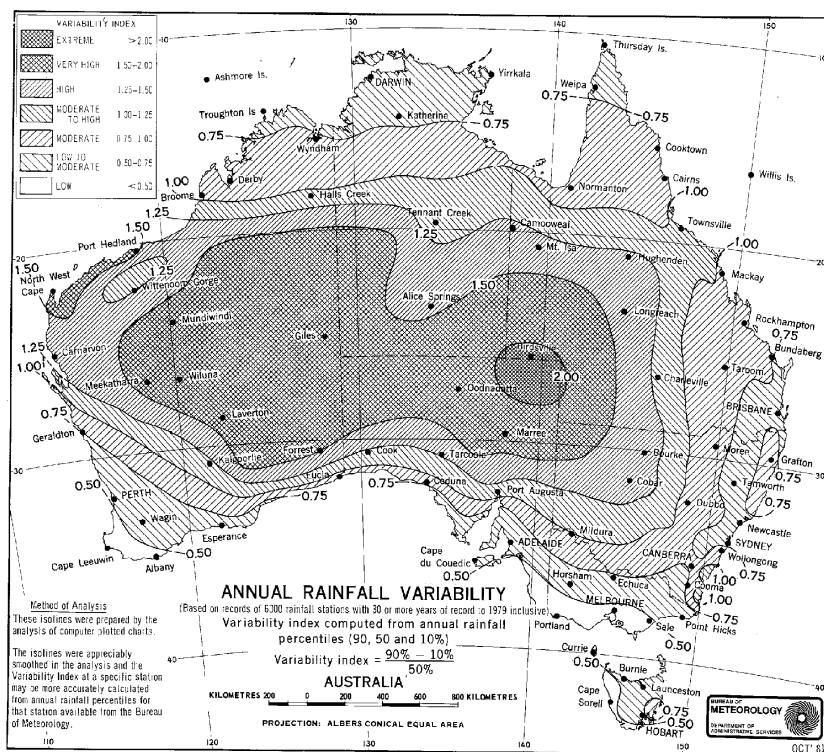 VARIABILITY INDEX
EXTREME >2.00
VERY HIGH 1.50-2.00
HIGH 1.25-1.50
MODERATE TO HIGH 1.00-1.25
MODERATE 0.75-1.00
LOW TO MODERATE 0.50-0.75
LOW <0.50
130
140
150
10
Thursday Is.
Ashmore Is.
DARWIN
Yirrkala
Weipa
0.75
0.75
Troughton Is
Katherine
0.75
0.75
Wyndham
Cooktown
Derby
Cairns
Willis Is.
1.00
Broome
Halls Creek
Normanton
1.00
1.25
Tennant Creek
Camooweal
Townsville
1.50
Port Hedland
1.25
Mt. Isa
1.00
20
20
Hughenden
1.50
North West Cape
1.25
Wittenoom Gorge
1.50
Mackay
Alice Springs
Mundiwindi
Longreach
Giles
Rockhampton
0.75
1.25
Carnarvon
Birdsville
Bundaberg
1.00
Meekatharra
Wiluna
Oodnadatta
2.00
Charleville
Taroom
0.75
Laverton
BRISBANE
Geraldton
Marree
Forrest
Cook
Tarcoola
Bourke
Moree
Grafton
30
30
Kalgoorlie
Eucla
0.75
0.75
Ceduna
Port Augusta
Cobar
Tamworth
0.75
0.50
PERTH
Wagin
Dubbo
Newcastle
Esperance
Mildura
SYDNEY
0.50
Cape Leeuwin
Albany
ADELAIDE
CANBERRA
Wollongong
0.75
Cape du Couedic
0.50
Horsham
Echuca
Cooma
1.00
1.00
MELBOURNE
0.75
Portland
Sale
Point Hicks
0.50
ANNUAL RAINFALL VARIABILITY
(Based on records of 6000 rainfall stations with 30 or more years of record to 1979 inclusive)
Variability index computed from annual rainfall
percentiles (90, 50 and 10%)
Variability index = 90% − 10%
50%
AUSTRALIA
KILOMETRES 200 0 200 400 600 800 KILOMETRES
PROJECTION: ALBERS CONICAL EQUAL AREA
Method of Analysis
These isolines were prepared by the
analysis of computer plotted charts.
The isolines were appreciably
smoothed in the analysis and the
Variability Index at a specific station
may be more accurately calculated
from annual rainfall percentiles for
that station available from the Bureau
of Meteorology.
Currie
0.50
Burnie
Launceston
Cape Sorell
0.75
0.50
HOBART
40
40
110
120
130
140
150
BUREAU OF
METEOROLOGY
DEPARTMENT OF
ADMINISTRATIVE SERVICES